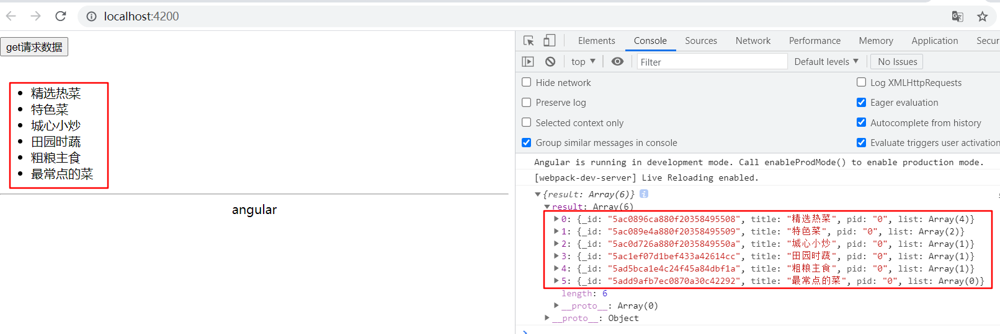 localhost:4200
get请求数据
精选热菜
特色菜
城心小炒
田园时蔬
粗粮主食
最常点的菜
angular
Elements Console Sources Network Performance Memory Application Secur
top Filter Default levels No Issues
Hide network Log XMLHttpRequests
Preserve log Eager evaluation
Selected context only Autocomplete from history
Group similar messages in console Evaluate triggers user activation
Angular is running in development mode. Call enableProdMode() to enable production mode.
[webpack-dev-server] Live Reloading enabled.
{result: Array(6)} i
result: Array(6)
0: {_id: "5ac0896ca880f20358495508", title: "精选热菜", pid: "0", list: Array(4)}
1: {_id: "5ac089e4a880f20358495509", title: "特色菜", pid: "0", list: Array(2)}
2: {_id: "5ac0d726a880f2035849550a", title: "城心小炒", pid: "0", list: Array(1)}
3: {_id: "5ac1ef07d1bef433a42614cc", title: "田园时蔬", pid: "0", list: Array(1)}
4: {_id: "5ad5bca1e4c24f45a84dbf1a", title: "粗粮主食", pid: "0", list: Array(1)}
5: {_id: "5add9afb7ec0870a30c42292", title: "最常点的菜", pid: "0", list: Array(0)}
length: 6
__proto__: Array(0)
__proto__: Object